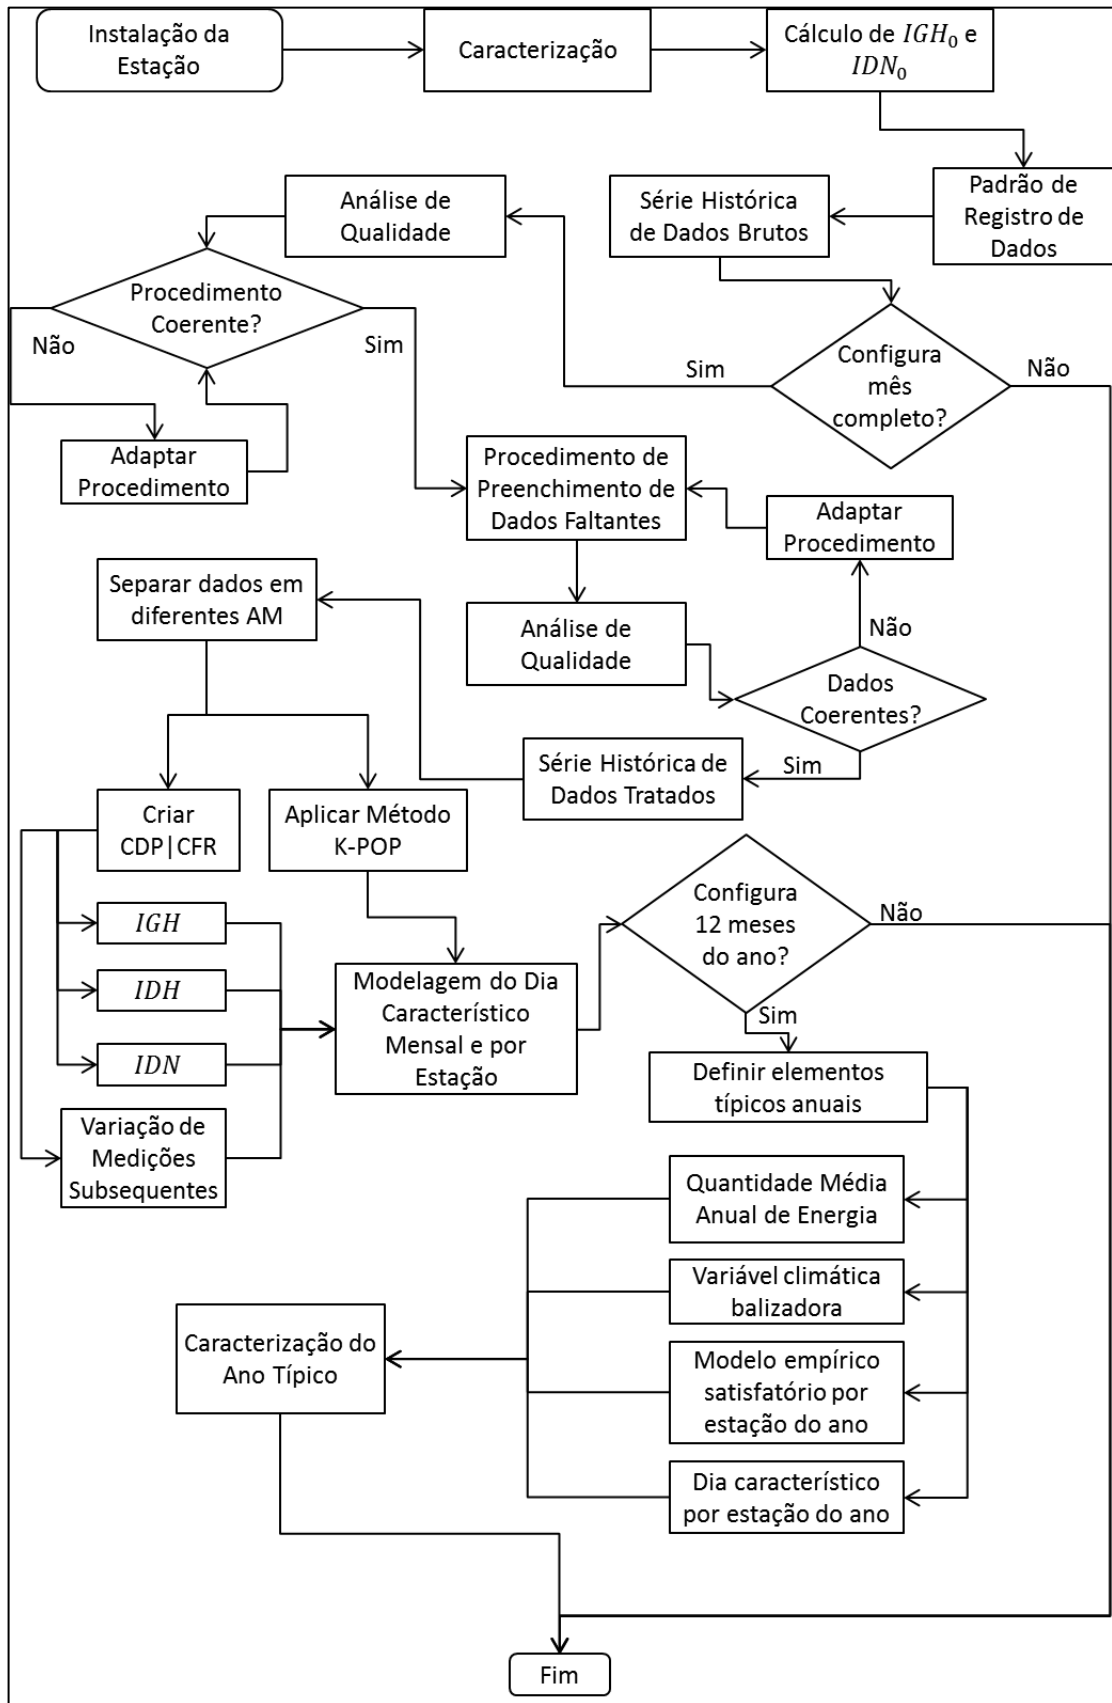 Instalação da
Estação
Caracterização
Cálculo de IGH₀ e
IDN₀
Análise de
Qualidade
Série Histórica
de Dados Brutos
Padrão de
Registro de
Dados
Procedimento
Coerente?
Não
Sim
Configura
mês
completo?
Sim
Não
Adaptar
Procedimento
Procedimento de
Preenchimento de
Dados Faltantes
Adaptar
Procedimento
Separar dados em
diferentes AM
Análise de
Qualidade
Não
Dados
Coerentes?
Sim
Série Histórica de
Dados Tratados
Criar
CDP|CFR
Aplicar Método
K-POP
Configura
12 meses
do ano?
Não
Sim
IGH
IDH
IDN
Variação de
Medições
Subsequentes
Modelagem do Dia
Característico
Mensal e por
Estação
Definir elementos
típicos anuais
Quantidade Média
Anual de Energia
Variável climática
balizadora
Modelo empírico
satisfatório por
estação do ano
Dia característico
por estação do ano
Caracterização do
Ano Típico
Fim